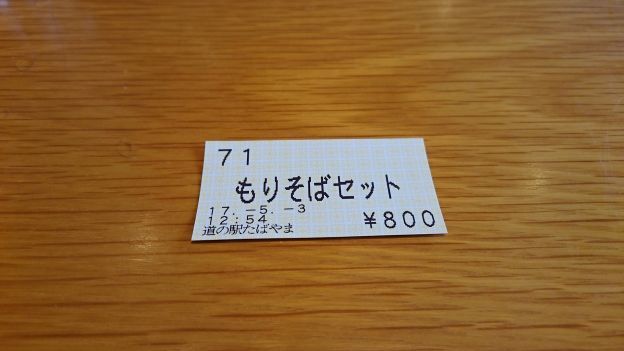 ７１
もりそばセット
１７．－５．－３
１２：５４
￥８００
道の駅たばやま